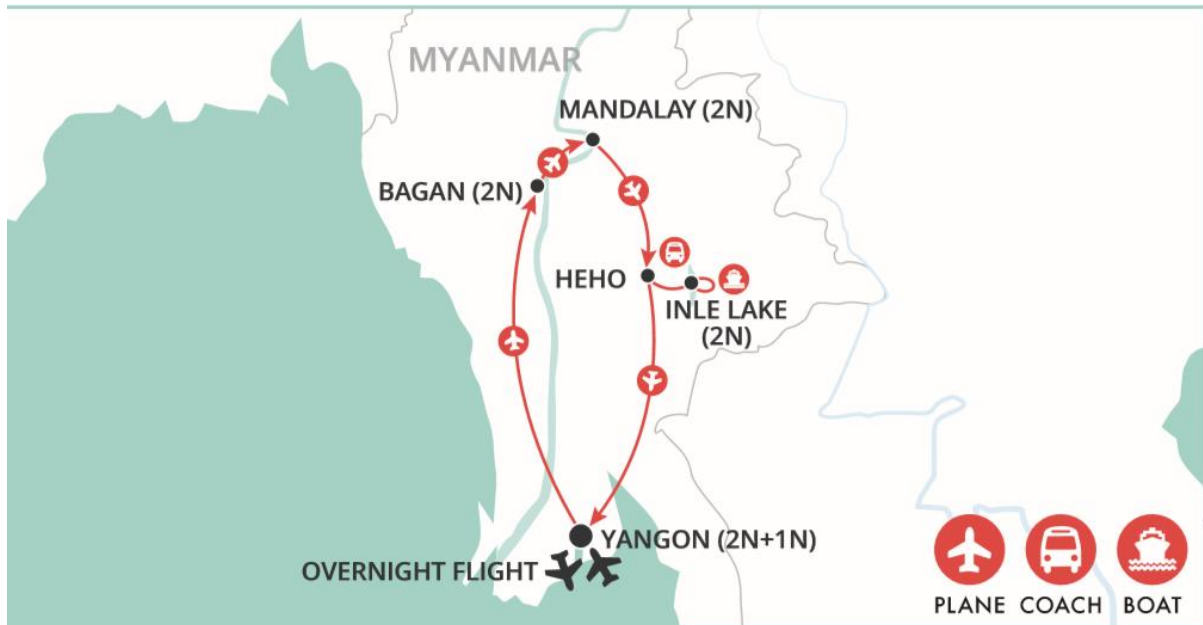 MYANMAR
MANDALAY (2N)
BAGAN (2N)
HEHO
INLE LAKE
(2N)
YANGON (2N+1N)
OVERNIGHT FLIGHT
PLANE COACH BOAT